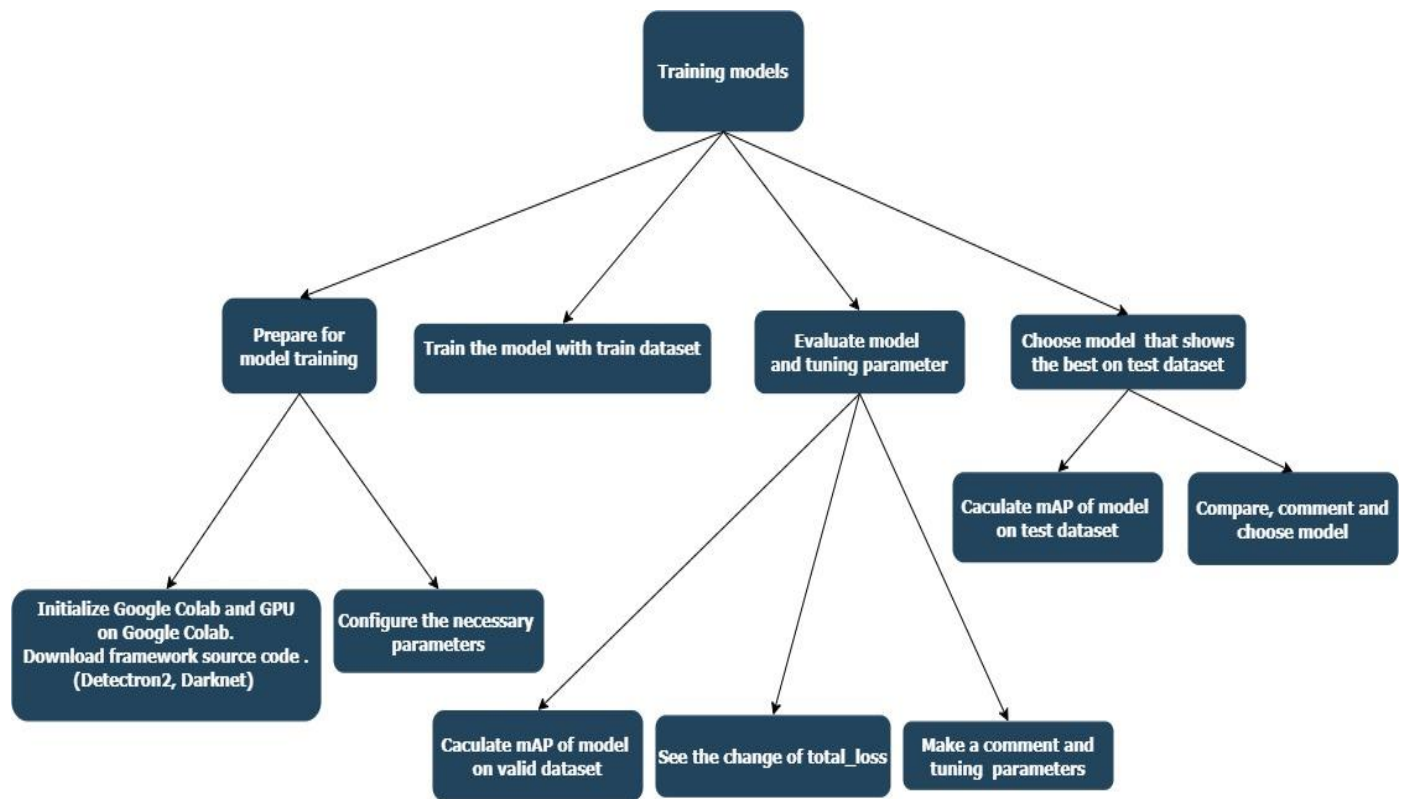 Training models
Prepare for
model training
Train the model with train dataset
Evaluate model
and tuning parameter
Choose model that shows
the best on test dataset
Caculate mAP of model
on test dataset
Compare, comment and
choose model
Initialize Google Colab and GPU
on Google Colab.
Download framework source code .
(Detectron2, Darknet)
Configure the necessary
parameters
Caculate mAP of model
on valid dataset
See the change of total_loss
Make a comment and
tuning parameters